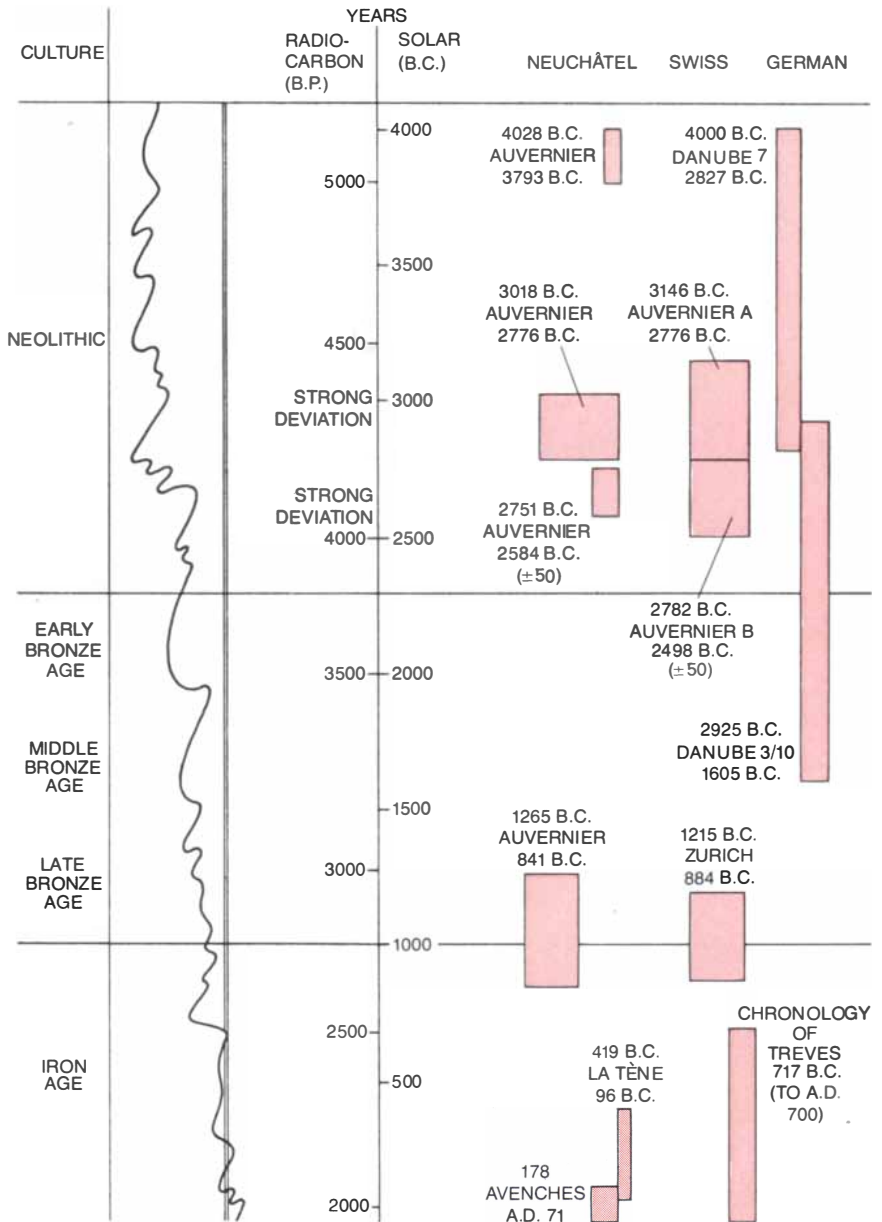 YEARS
CULTURE
RADIO-
CARBON
(B.P.)
SOLAR
(B.C.)
NEUCHÂTEL
SWISS
GERMAN
4000
4028 B.C.
AUVERNIER
3793 B.C.
4000 B.C.
DANUBE 7
2827 B.C.
5000
3500
3018 B.C.
AUVERNIER
2776 B.C.
3146 B.C.
AUVERNIER A
2776 B.C.
NEOLITHIC
4500
STRONG
DEVIATION
3000
STRONG
DEVIATION
4000
2500
2751 B.C.
AUVERNIER
2584 B.C.
(±50)
2782 B.C.
AUVERNIER B
2498 B.C.
(±50)
EARLY
BRONZE
AGE
3500
2000
2925 B.C.
DANUBE 3/10
1605 B.C.
MIDDLE
BRONZE
AGE
1500
1265 B.C.
AUVERNIER
841 B.C.
1215 B.C.
ZURICH
884 B.C.
LATE
BRONZE
AGE
3000
1000
2500
CHRONOLOGY
OF
TREVES
717 B.C.
(TO A.D.
700)
IRON
AGE
500
419 B.C.
LA TÈNE
96 B.C.
178
AVENCHES
A.D. 71
2000